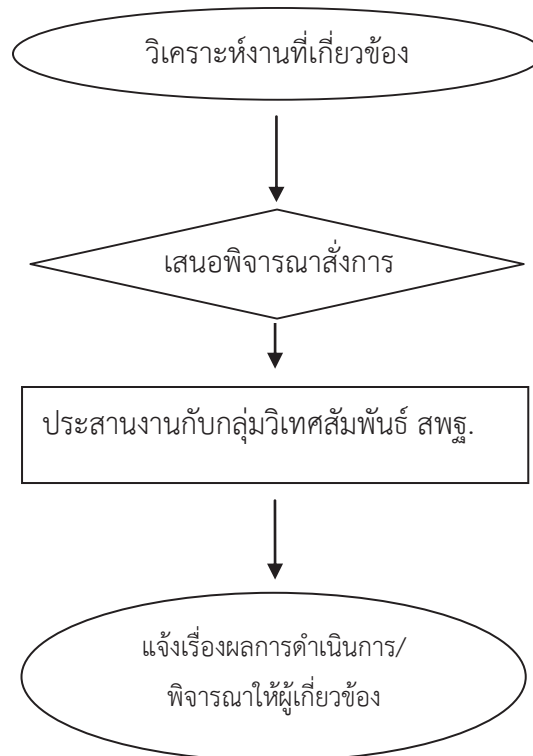 วิเคราะห์งานที่เกี่ยวข้อง
เสนอพิจารณาสั่งการ
ประสานงานกับกลุ่มวิเทศสัมพันธ์ สพฐ.
แจ้งเรื่องผลการดำเนินการ/
พิจารณาให้ผู้เกี่ยวข้อง